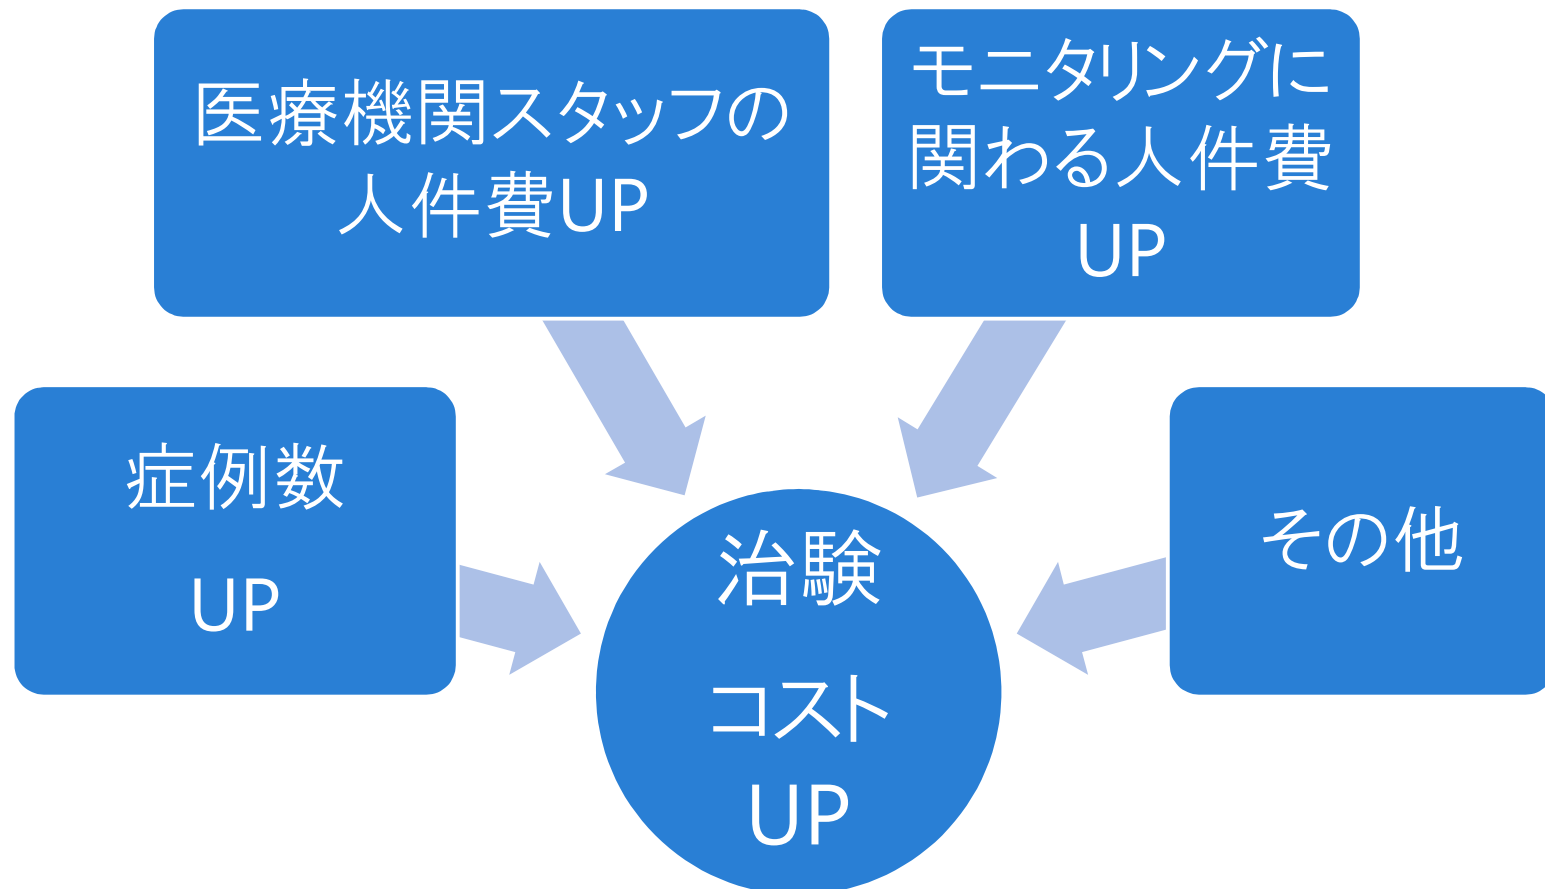 医療機関スタッフの
人件費UP
モニタリングに
関わる人件費
UP
症例数
UP
その他
治験
コスト
UP